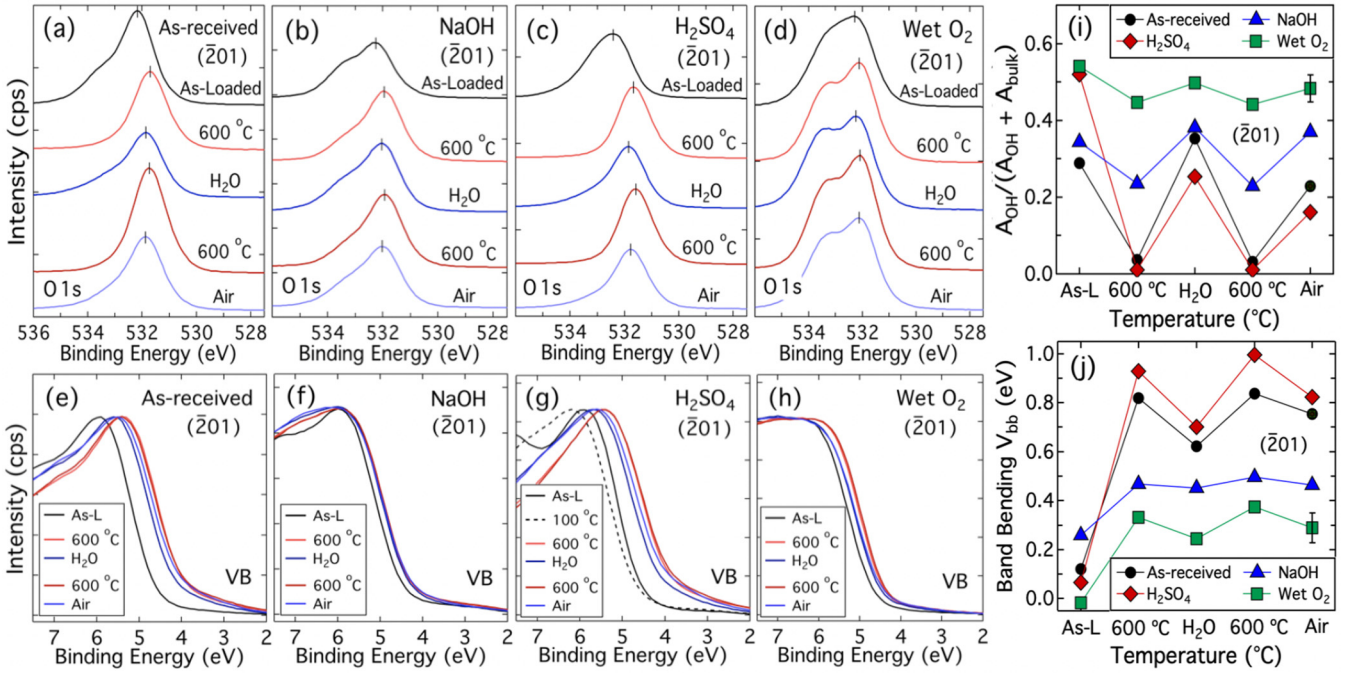 (a)
As-received
(2̅01)
As-Loaded
600 °C
H₂O
600 °C
O 1s
Air
536
534
532
530
528
Binding Energy (eV)
Intensity (cps)
(b)
NaOH
(2̅01)
As-Loaded
600 °C
H₂O
600 °C
O 1s
Air
534
532
530
528
Binding Energy (eV)
(c)
H₂SO₄
(2̅01)
As-Loaded
600 °C
H₂O
600 °C
O 1s
Air
534
532
530
528
Binding Energy (eV)
(d)
Wet O₂
(2̅01)
As-Loaded
600 °C
H₂O
600 °C
O 1s
Air
534
532
530
528
Binding Energy (eV)
(e)
As-received
(2̅01)
As-L
600 °C
H₂O
600 °C
Air
VB
7 6 5 4 3 2
Binding Energy (eV)
Intensity (cps)
(f)
NaOH
(2̅01)
As-L
600 °C
H₂O
600 °C
Air
VB
7 6 5 4 3 2
Binding Energy (eV)
(g)
H₂SO₄
(2̅01)
As-L
100 °C
600 °C
H₂O
600 °C
Air
VB
7 6 5 4 3 2
Binding Energy (eV)
(h)
Wet O₂
(2̅01)
As-L
600 °C
H₂O
600 °C
Air
VB
7 6 5 4 3 2
Binding Energy (eV)
(i)
As-received NaOH
H₂SO₄ Wet O₂
(2̅01)
0.6
0.4
0.2
0.0
A_OH/(A_OH + A_bulk)
As-L 600 °C H₂O 600 °C Air
Temperature (°C)
(j)
(2̅01)
1.0
0.8
0.6
0.4
0.2
0.0
Band Bending V_bb (eV)
As-received NaOH
H₂SO₄ Wet O₂
As-L 600 °C H₂O 600 °C Air
Temperature (°C)